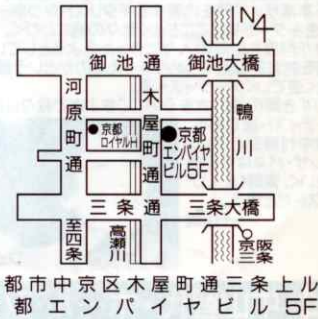 N
御池通 御池大橋
河原町通
木屋町通
鴨川
京都
ロイヤルH
京都
エンパイヤ
ビル5F
三条通 三条大橋
至四条
高瀬川
京阪
三条
都市中京区木屋町通三条上ル
都エンパイヤビル 5F